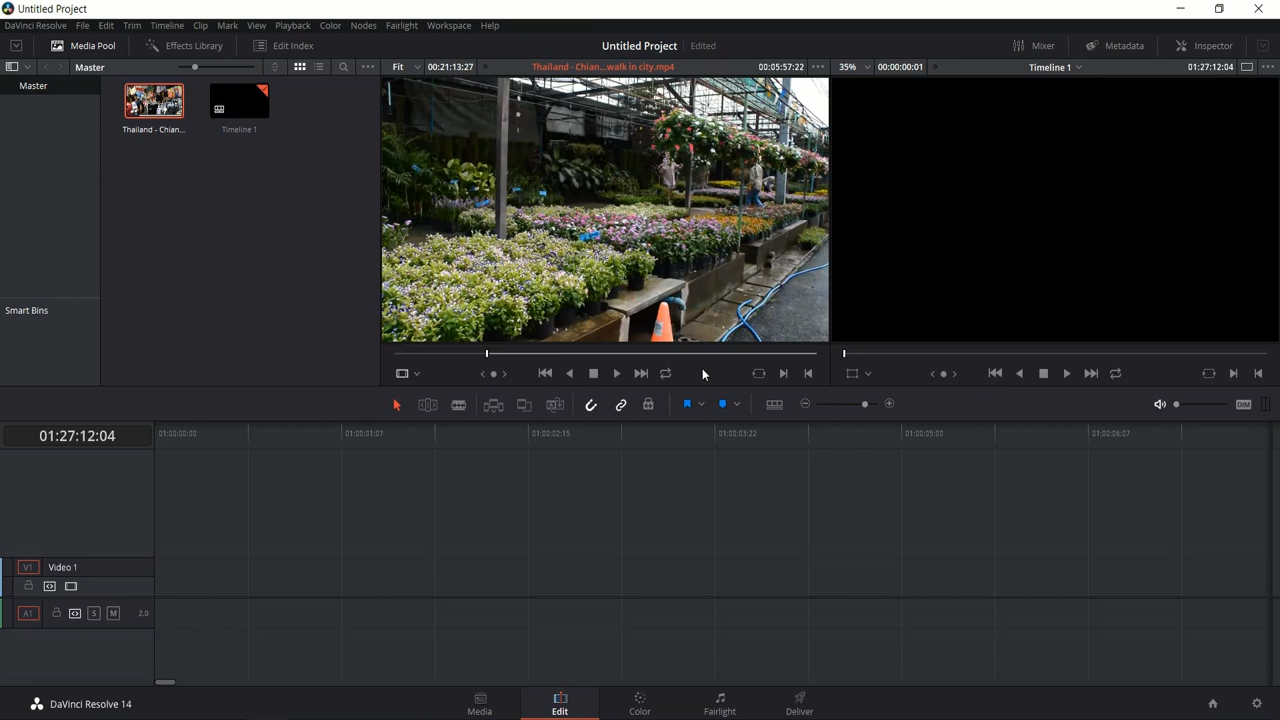 Untitled Project
DaVinci Resolve File Edit Trim Timeline Clip Mark View Playback Color Nodes Fairlight Workspace Help
Media Pool Effects Library Edit Index Untitled Project Edited Mixer Metadata Inspector
Master Fit 00:21:13:27 Thailand - Chian...walk in city.mp4 00:05:57:22 35% 00:00:00:01 Timeline 1 01:27:12:04
Master
Thailand - Chian... Timeline 1
Smart Bins
DIM
01:27:12:04 01:00:00:00 01:00:01:07 01:00:02:15 01:00:03:22 01:00:05:00 01:00:06:07
V1 Video 1
A1 S M 2.0
DaVinci Resolve 14 Media Edit Color Fairlight Deliver